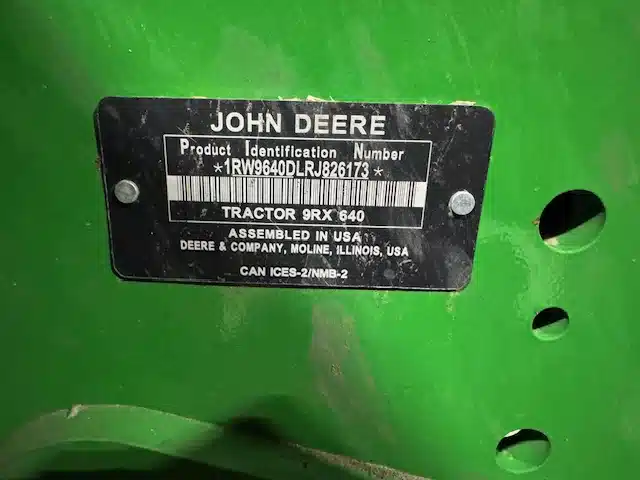 JOHN DEERE
Product Identification Number
*1RW9640DLRJ826173*
TRACTOR 9RX 640
ASSEMBLED IN USA
DEERE & COMPANY, MOLINE, ILLINOIS, USA
CAN ICES-2/NMB-2